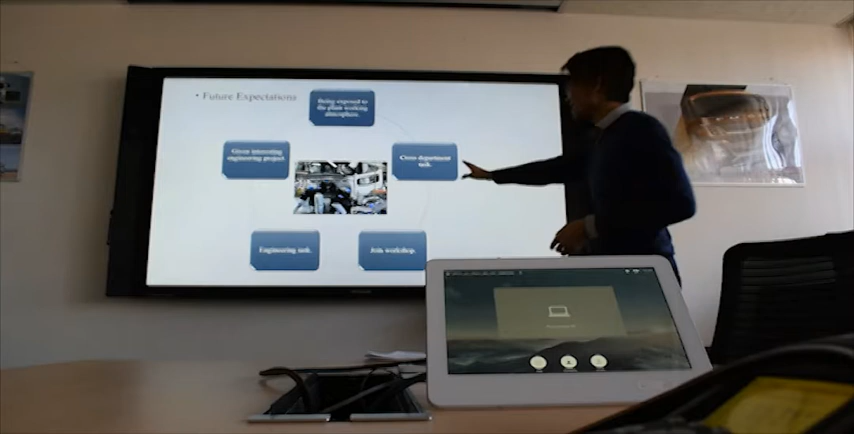 • Future Expectations
Being exposed to
the plant working
atmosphere.
Given interesting
engineering project
Cross department
task.
Engineering task.
Join workshop.